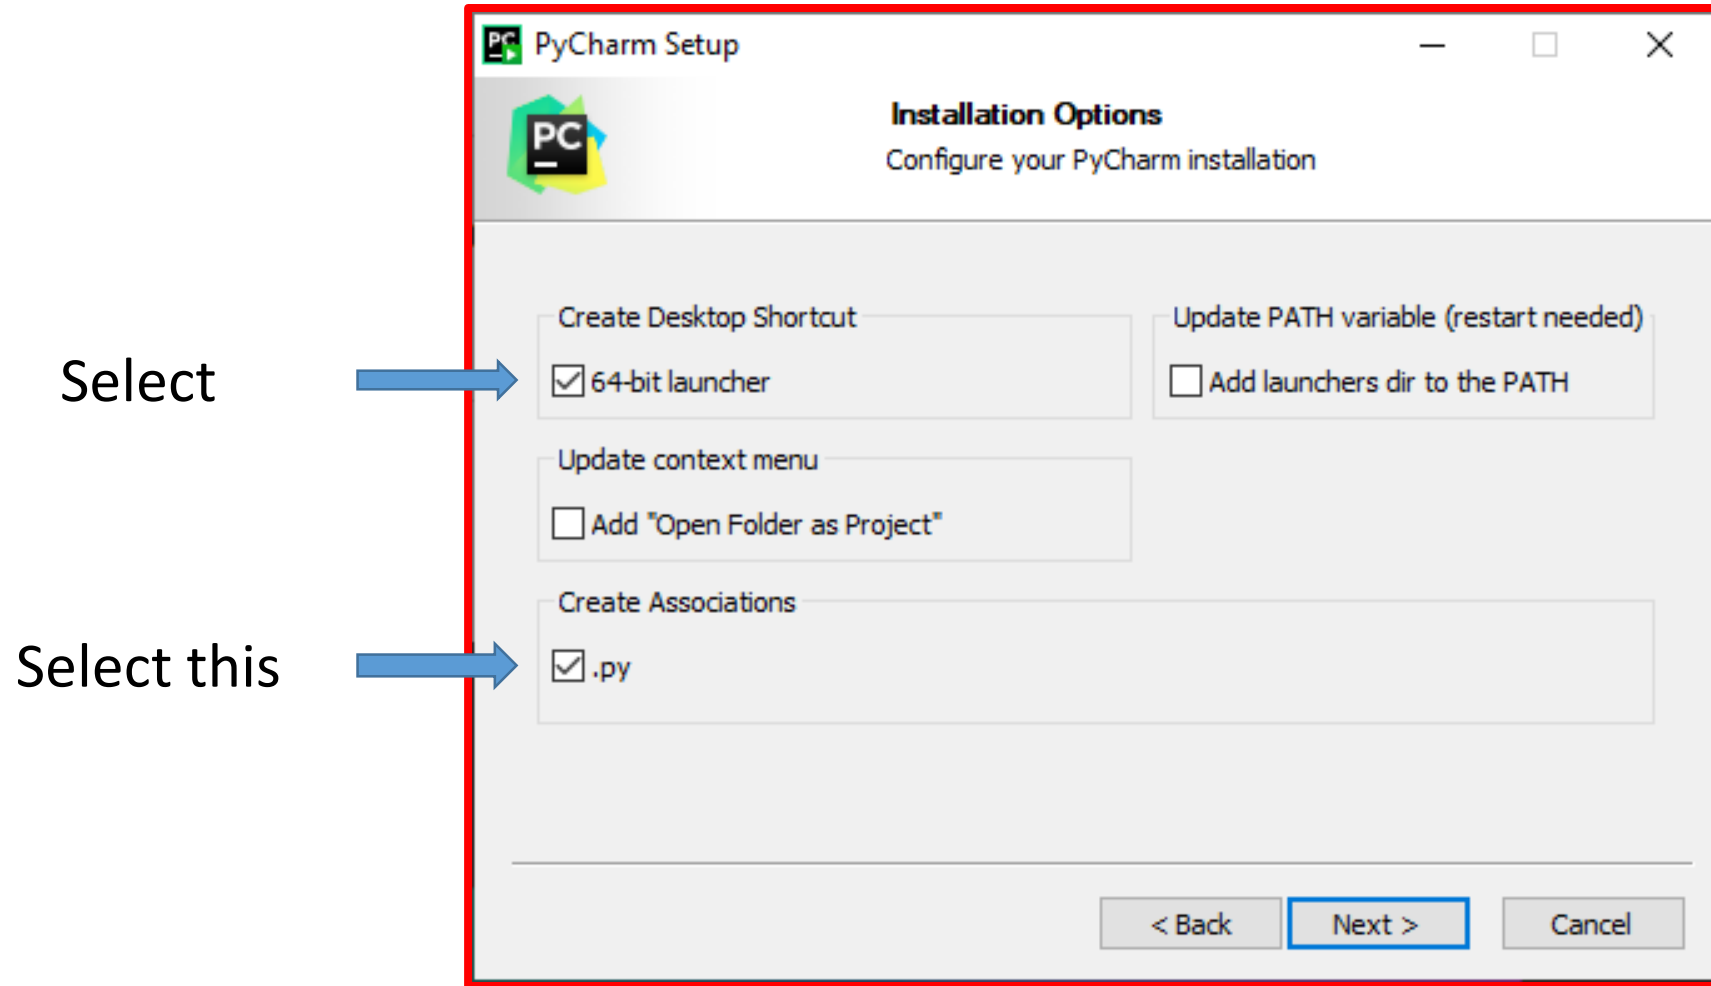 PyCharm Setup
PC
Installation Options
Configure your PyCharm installation
Create Desktop Shortcut
Update PATH variable (restart needed)
Select
64-bit launcher
Add launchers dir to the PATH
Update context menu
Add "Open Folder as Project"
Create Associations
Select this
.py
< Back
Next >
Cancel